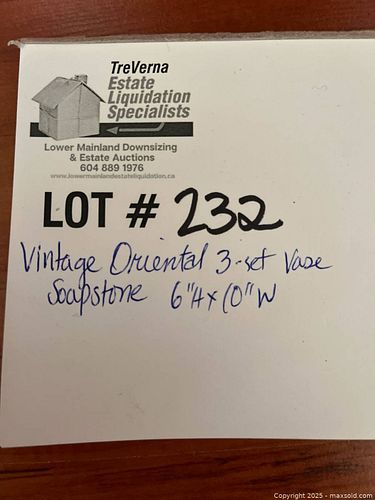 TreVerna
Estate
Liquidation
Specialists
Lower Mainland Downsizing
& Estate Auctions
604 889 1976
www.lowermainlandestateliquidation.ca
LOT # 232
Vintage Oriental 3-set Vase
Soapstone 6"H x 10" W
Copyright 2025 - maxsold.com